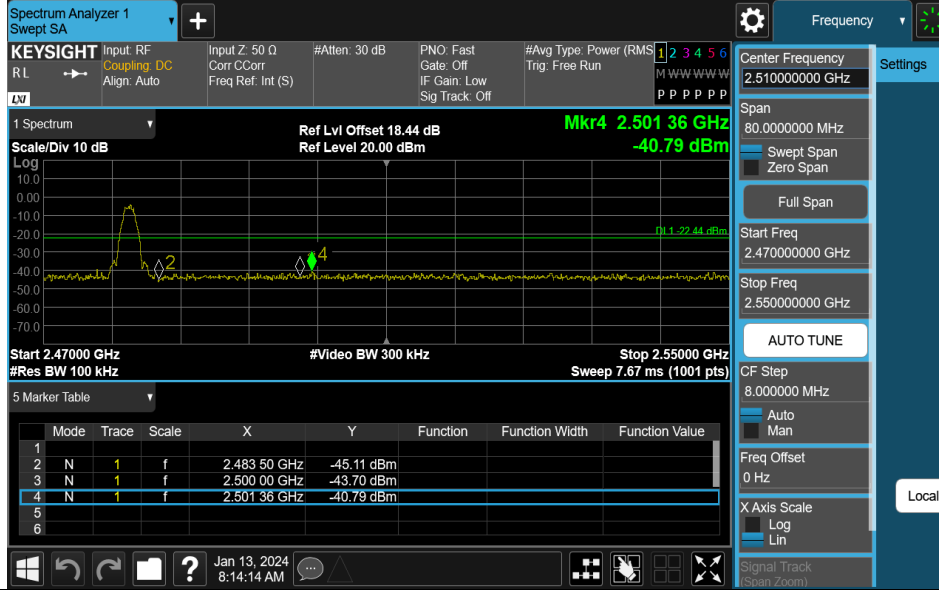 Spectrum Analyzer 1
Swept SA
Frequency
KEYSIGHT
R L
LXI
Input: RF
Coupling: DC
Align: Auto
Input Z: 50 Ω
Corr CCorr
Freq Ref: Int (S)
#Atten: 30 dB
PNO: Fast
Gate: Off
IF Gain: Low
Sig Track: Off
#Avg Type: Power (RMS
Trig: Free Run
1 2 3 4 5 6
M W W W W W
P P P P P P
1 Spectrum
Scale/Div 10 dB
Ref Lvl Offset 18.44 dB
Ref Level 20.00 dBm
Mkr4 2.501 36 GHz
-40.79 dBm
Log
10.0
0.00
-10.0
-20.0
-30.0
-40.0
-50.0
-60.0
-70.0
DL1 -22.44 dBm
2
4
Start 2.47000 GHz
#Video BW 300 kHz
Stop 2.55000 GHz
#Res BW 100 kHz
Sweep 7.67 ms (1001 pts)
5 Marker Table
Mode Trace Scale X Y Function Function Width Function Value
1
2 N 1 f 2.483 50 GHz -45.11 dBm
3 N 1 f 2.500 00 GHz -43.70 dBm
4 N 1 f 2.501 36 GHz -40.79 dBm
5
6
Jan 13, 2024
8:14:14 AM
Center Frequency
2.510000000 GHz
Settings
Span
80.0000000 MHz
Swept Span
Zero Span
Full Span
Start Freq
2.470000000 GHz
Stop Freq
2.550000000 GHz
AUTO TUNE
CF Step
8.000000 MHz
Auto
Man
Freq Offset
0 Hz
Local
X Axis Scale
Log
Lin
Signal Track
(Span Zoom)